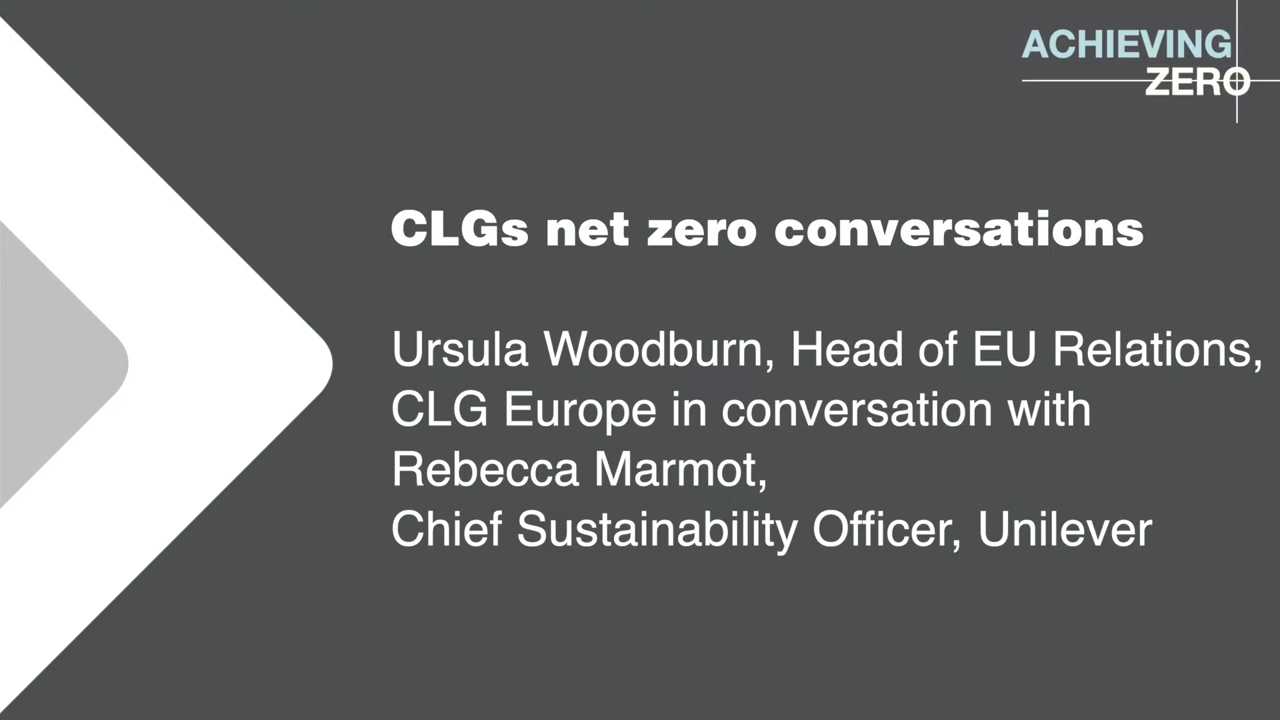 ACHIEVING
ZERO
CLGs net zero conversations
Ursula Woodburn, Head of EU Relations,
CLG Europe in conversation with
Rebecca Marmot,
Chief Sustainability Officer, Unilever